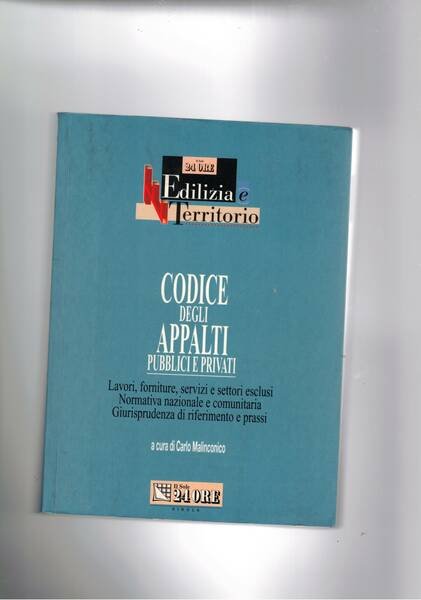 24 ORE
Edilizia e
Territorio
CODICE
DEGLI
APPALTI
PUBBLICI E PRIVATI
Lavori, forniture, servizi e settori esclusi
Normativa nazionale e comunitaria
Giurisprudenza di riferimento e prassi
a cura di Carlo Malinconico
Il Sole
24 ORE
PIROLA